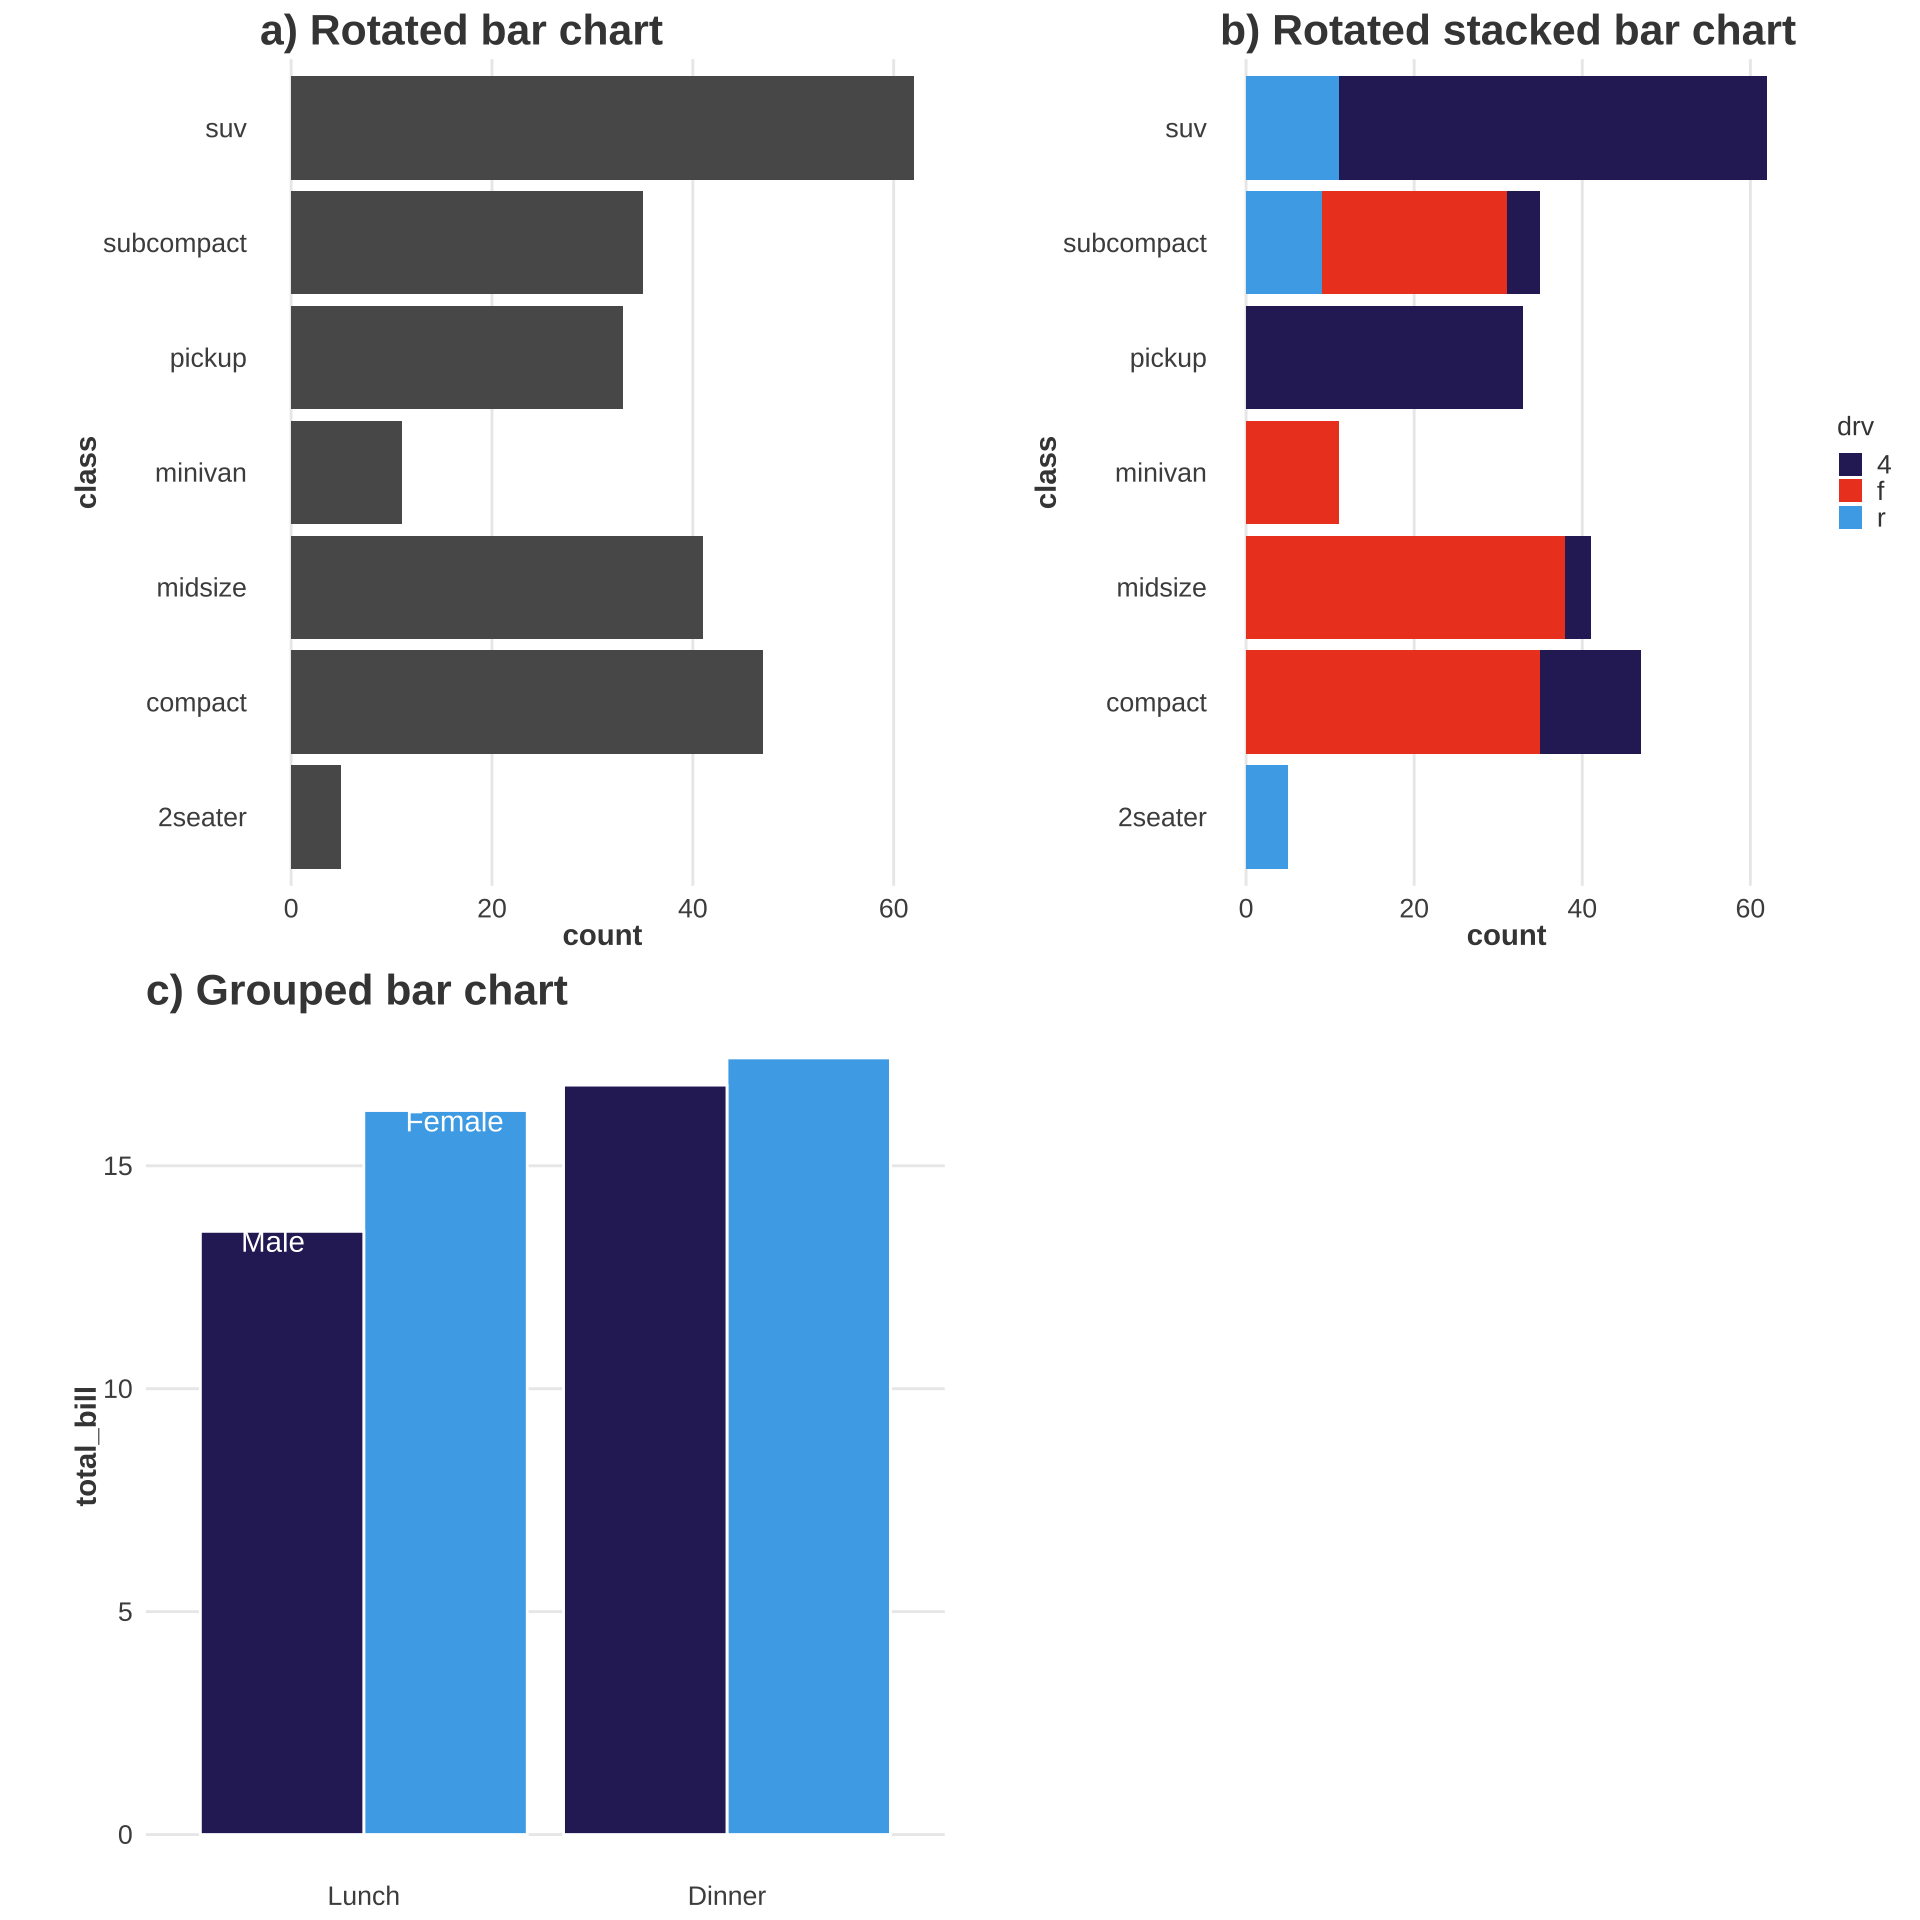 a) Rotated bar chart
class
suv
subcompact
pickup
minivan
midsize
compact
2seater
0 20 40 60
count
b) Rotated stacked bar chart
class
suv
subcompact
pickup
minivan
midsize
compact
2seater
0 20 40 60
count
drv
4
f
r
c) Grouped bar chart
total_bill
15
10
5
0
Female
Male
Lunch Dinner